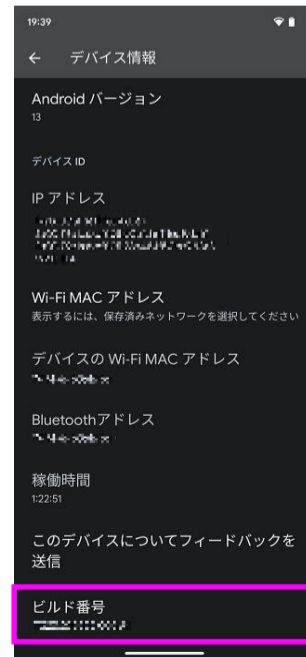 19:39
デバイス情報
Android バージョン
13
デバイス ID
IP アドレス
Wi-Fi MAC アドレス
表示するには、保存済みネットワークを選択してください
デバイスの Wi-Fi MAC アドレス
Bluetoothアドレス
稼働時間
1:22:51
このデバイスについてフィードバックを
送信
ビルド番号